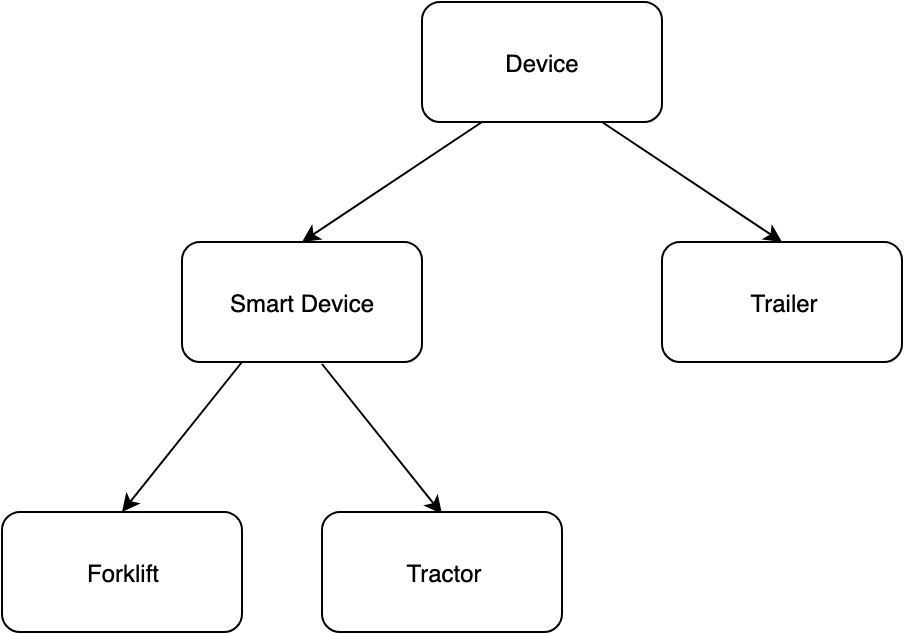 Device
Smart Device
Trailer
Forklift
Tractor